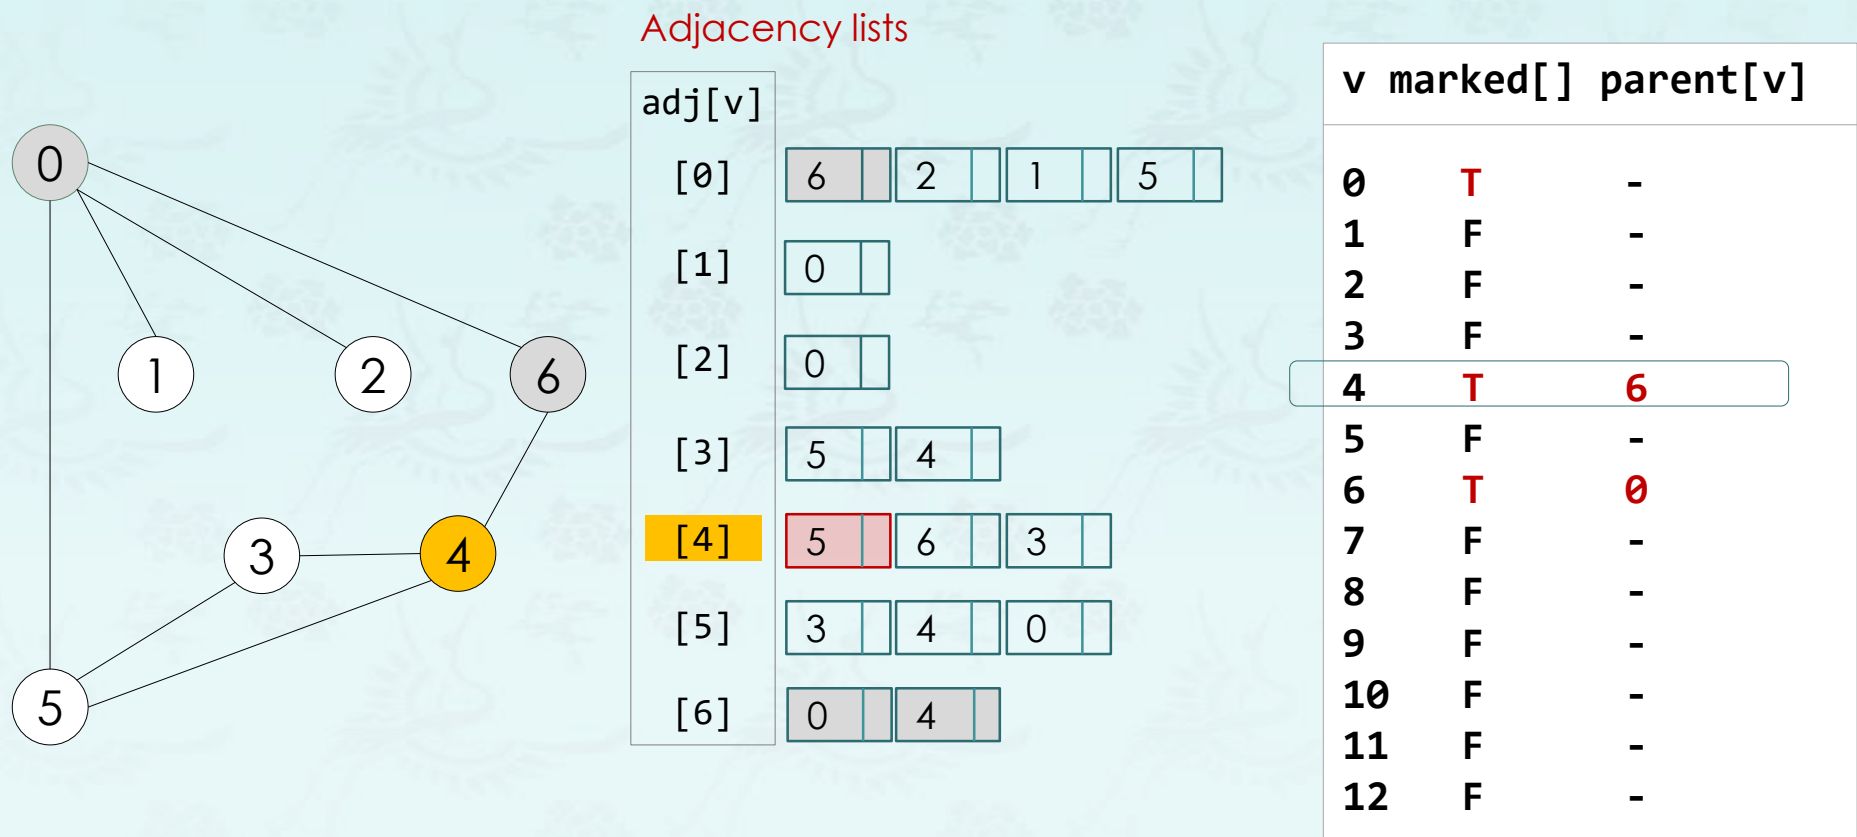 Adjacency lists
0
1
2
6
3
4
5
adj[v]
[0] 6 2 1 5
[1] 0
[2] 0
[3] 5 4
[4] 5 6 3
[5] 3 4 0
[6] 0 4
v marked[] parent[v]
0 T -
1 F -
2 F -
3 F -
4 T 6
5 F -
6 T 0
7 F -
8 F -
9 F -
10 F -
11 F -
12 F -